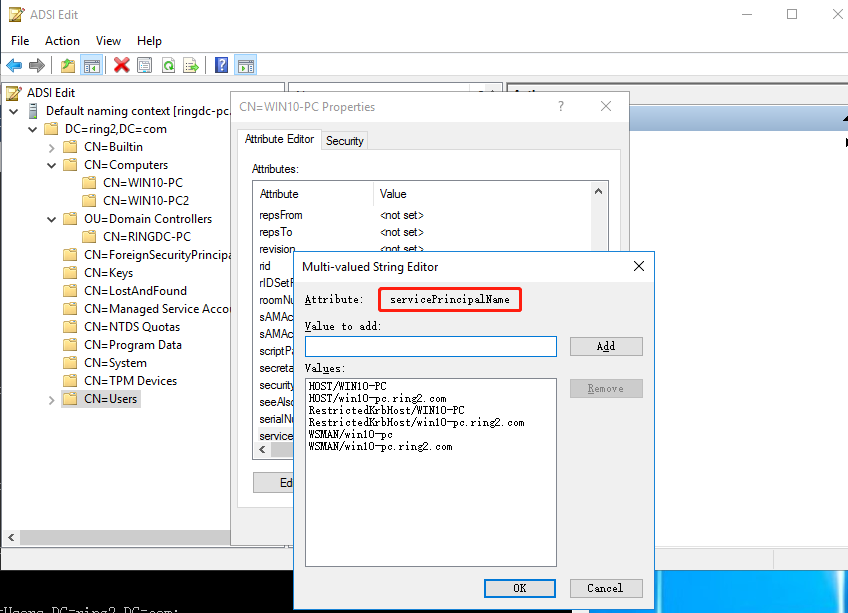 ADSI Edit
File Action View Help
ADSI Edit
Default naming context [ringdc-pc.
DC=ring2,DC=com
CN=Builtin
CN=Computers
CN=WIN10-PC
CN=WIN10-PC2
OU=Domain Controllers
CN=RINGDC-PC
CN=ForeignSecurityPrincipa
CN=Keys
CN=LostAndFound
CN=Managed Service Acco
CN=NTDS Quotas
CN=Program Data
CN=System
CN=TPM Devices
CN=Users
CN=WIN10-PC Properties
Attribute Editor Security
Attributes:
Attribute Value
repsFrom <not set>
repsTo <not set>
revision <not set>
rid
rIDSetF
roomNu
sAMAc
sAMAc
scriptPa
secreta
security
seeAlso
serialNu
service
Ed
Multi-valued String Editor
Attribute: servicePrincipalName
Value to add:
Add
Values:
HOST/WIN10-PC
HOST/win10-pc.ring2.com
RestrictedKrbHost/WIN10-PC
RestrictedKrbHost/win10-pc.ring2.com
WSMAN/win10-pc
WSMAN/win10-pc.ring2.com
Remove
OK Cancel
=Users,DC=ring2,DC=com: